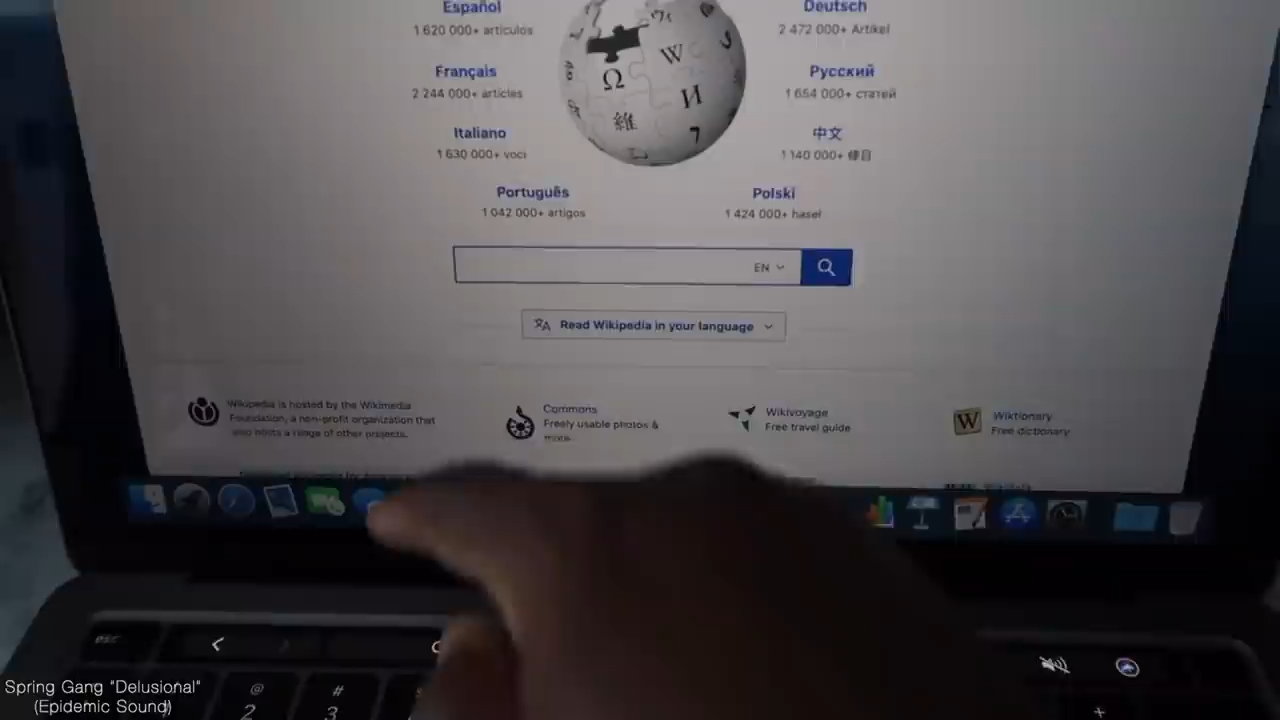 Español
1 620 000+ artículos
Deutsch
2 472 000+ Artikel
Français
2 244 000+ articles
Русский
1 654 000+ статей
Italiano
1 630 000+ voci
中文
1 140 000+ 條目
Português
1 042 000+ artigos
Polski
1 424 000+ haseł
Ω
W
И
維
7
EN
Read Wikipedia in your language
Wikipedia is hosted by the Wikimedia
Foundation, a non-profit organization that
also hosts a range of other projects.
Commons
Freely usable photos &
more.
Wikivoyage
Free travel guide
W
Wiktionary
Free dictionary
esc
@
2
#
3
+
Spring Gang "Delusional"
(Epidemic Sound)